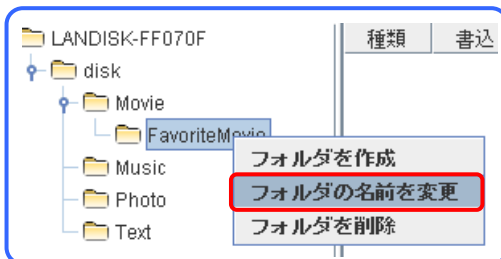 LANDISK-FF070F
種類 書込
disk
Movie
FavoriteMovie
フォルダを作成
Music
フォルダの名前を変更
Photo
フォルダを削除
Text